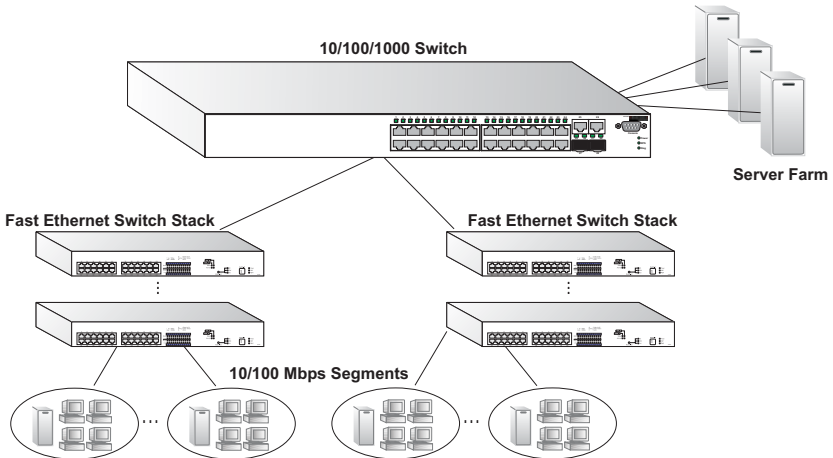 10/100/1000 Switch
Server Farm
Fast Ethernet Switch Stack
Fast Ethernet Switch Stack
10/100 Mbps Segments